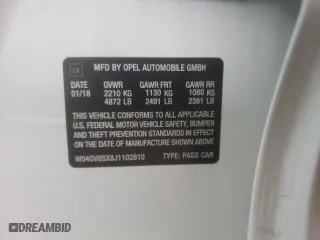 GM
MFD BY OPEL AUTOMOBILE GMBH
DATE GVWR GAWR FRT GAWR RR
01/18 2210 KG 1130 KG 1080 KG
4872 LB 2491 LB 2381 LB
THIS VEHICLE CONFORMS TO ALL APPLICABLE
U.S. FEDERAL MOTOR VEHICLE SAFETY, BUMPER
AND THEFT PREVENTION STANDARDS IN EFFECT
ON THE DATE OF MANUFACTURE SHOWN ABOVE.
W04GV8SX8J1102810 TYPE: PASS CAR
AUTOBIDCAR